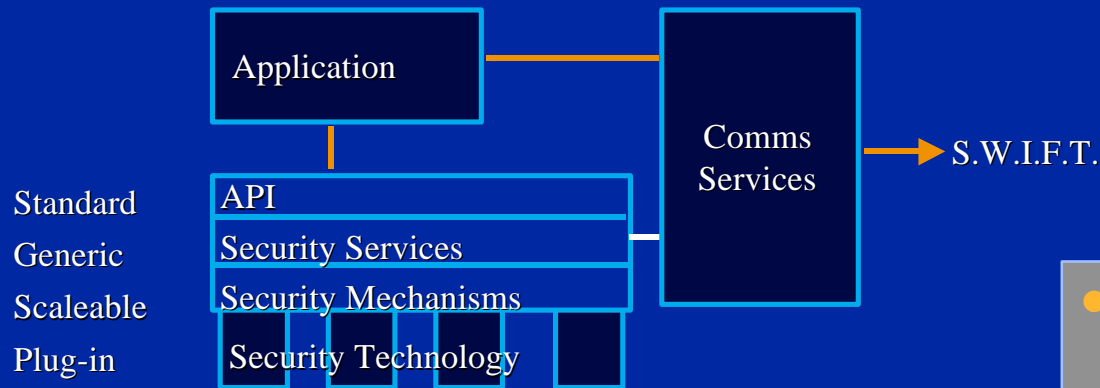 Application
Comms
Services
S.W.I.F.T.
Standard
API
Generic
Security Services
Scaleable
Security Mechanisms
Plug-in
Security Technology